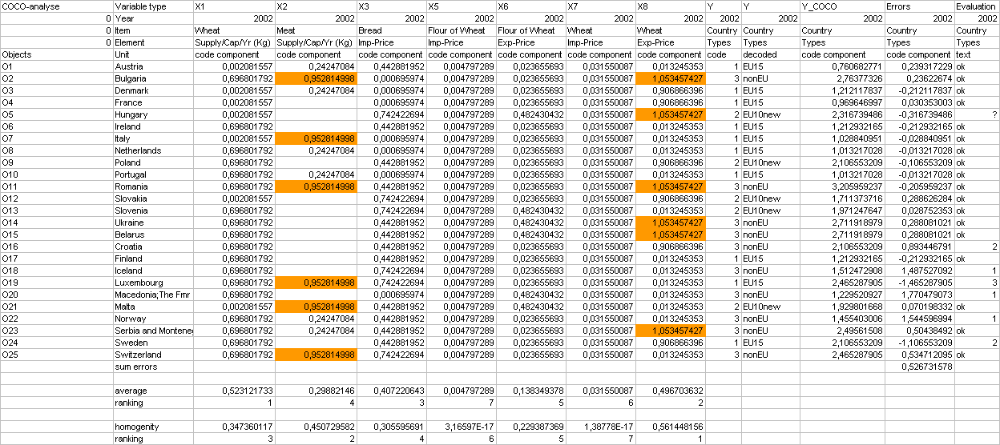 COCO-analyse Variable type X1 X2 X3 X5 X6 X7 X8 Y Y Y_COCO Errors Evaluation
0 Year 2002 2002 2002 2002 2002 2002 2002 2002 2002 2002 2002 2002
0 Item Wheat Meat Bread Flour of Wheat Flour of Wheat Wheat Wheat Country Country Country Country Country
0 Element Supply/Cap/Yr (Kg) Supply/Cap/Yr (Kg) Imp-Price Imp-Price Exp-Price Imp-Price Exp-Price Types Types Types Types Types
Objects Unit code component code component code component code component code component code component code component code decoded code component code component text
O1 Austria 0,002081557 0,24247084 0,442881952 0,004797289 0,023655693 0,031550087 0,013245353 1 EU15 0,760682771 0,239317229 ok
O2 Bulgaria 0,696801792 0,952814998 0,000695974 0,004797289 0,023655693 0,031550087 1,053457427 3 nonEU 2,76377326 0,23622674 ok
O3 Denmark 0,002081557 0,24247084 0,000695974 0,004797289 0,023655693 0,031550087 0,906866396 1 EU15 1,212117837 -0,212117837 ok
O4 France 0,002081557 0,000695974 0,004797289 0,023655693 0,031550087 0,906866396 1 EU15 0,969646997 0,030353003 ok
O5 Hungary 0,002081557 0,742422694 0,004797289 0,482430432 0,031550087 1,053457427 2 EU10new 2,316739486 -0,316739486 ?
O6 Ireland 0,696801792 0,442881952 0,004797289 0,023655693 0,031550087 0,013245353 1 EU15 1,212932165 -0,212932165 ok
O7 Italy 0,002081557 0,952814998 0,000695974 0,004797289 0,023655693 0,031550087 0,013245353 1 EU15 1,028840951 -0,028840951 ok
O8 Netherlands 0,696801792 0,24247084 0,000695974 0,004797289 0,023655693 0,031550087 0,013245353 1 EU15 1,013217028 -0,013217028 ok
O9 Poland 0,696801792 0,442881952 0,004797289 0,023655693 0,031550087 0,906866396 2 EU10new 2,106553209 -0,106553209 ok
O10 Portugal 0,696801792 0,24247084 0,000695974 0,004797289 0,023655693 0,031550087 0,013245353 1 EU15 1,013217028 -0,013217028 ok
O11 Romania 0,696801792 0,952814998 0,442881952 0,004797289 0,023655693 0,031550087 1,053457427 3 nonEU 3,205959237 -0,205959237 ok
O12 Slovakia 0,002081557 0,742422694 0,004797289 0,023655693 0,031550087 0,906866396 2 EU10new 1,711373716 0,288626284 ok
O13 Slovenia 0,696801792 0,742422694 0,004797289 0,482430432 0,031550087 0,013245353 2 EU10new 1,971247647 0,028752353 ok
O14 Ukraine 0,696801792 0,442881952 0,004797289 0,482430432 0,031550087 1,053457427 3 nonEU 2,711918979 0,288081021 ok
O15 Belarus 0,696801792 0,442881952 0,004797289 0,482430432 0,031550087 1,053457427 3 nonEU 2,711918979 0,288081021 ok
O16 Croatia 0,696801792 0,442881952 0,004797289 0,023655693 0,031550087 0,906866396 3 nonEU 2,106553209 0,893446791 2
O17 Finland 0,696801792 0,442881952 0,004797289 0,023655693 0,031550087 0,013245353 1 EU15 1,212932165 -0,212932165 ok
O18 Iceland 0,696801792 0,742422694 0,004797289 0,023655693 0,031550087 0,013245353 3 nonEU 1,512472908 1,487527092 1
O19 Luxembourg 0,696801792 0,952814998 0,742422694 0,004797289 0,023655693 0,031550087 0,013245353 1 EU15 2,465287905 -1,465287905 3
O20 Macedonia;The Fmr 0,696801792 0,000695974 0,004797289 0,482430432 0,031550087 0,013245353 3 nonEU 1,229520927 1,770479073 1
O21 Malta 0,002081557 0,952814998 0,442881952 0,004797289 0,482430432 0,031550087 0,013245353 2 EU10new 1,929801668 0,070198332 ok
O22 Norway 0,696801792 0,24247084 0,442881952 0,004797289 0,023655693 0,031550087 0,013245353 3 nonEU 1,455403006 1,544596994 1
O23 Serbia and Monteneg 0,696801792 0,24247084 0,442881952 0,004797289 0,023655693 0,031550087 1,053457427 3 nonEU 2,49561508 0,50438492 ok
O24 Sweden 0,696801792 0,442881952 0,004797289 0,023655693 0,031550087 0,906866396 1 EU15 2,106553209 -1,106553209 2
O25 Switzerland 0,696801792 0,952814998 0,742422694 0,004797289 0,023655693 0,031550087 0,013245353 3 nonEU 2,465287905 0,534712095 ok
sum errors 0,526731578
average 0,523121733 0,29882146 0,407220643 0,004797289 0,138349378 0,031550087 0,496703632
ranking 1 4 3 7 5 6 2
homogenity 0,347360117 0,450729582 0,305595691 3,16597E-17 0,229387369 1,38778E-17 0,561448156
ranking 3 2 4 6 5 7 1